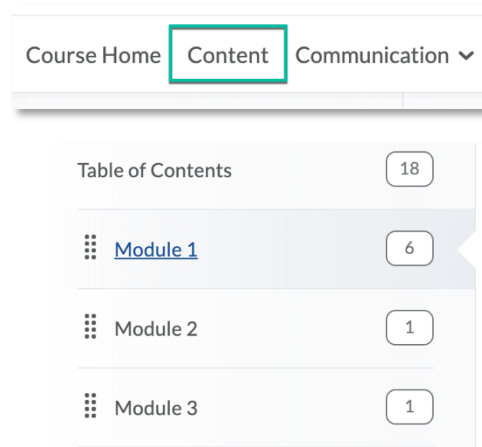 Course Home Content Communication
Table of Contents 18
Module 1 6
Module 2 1
Module 3 1